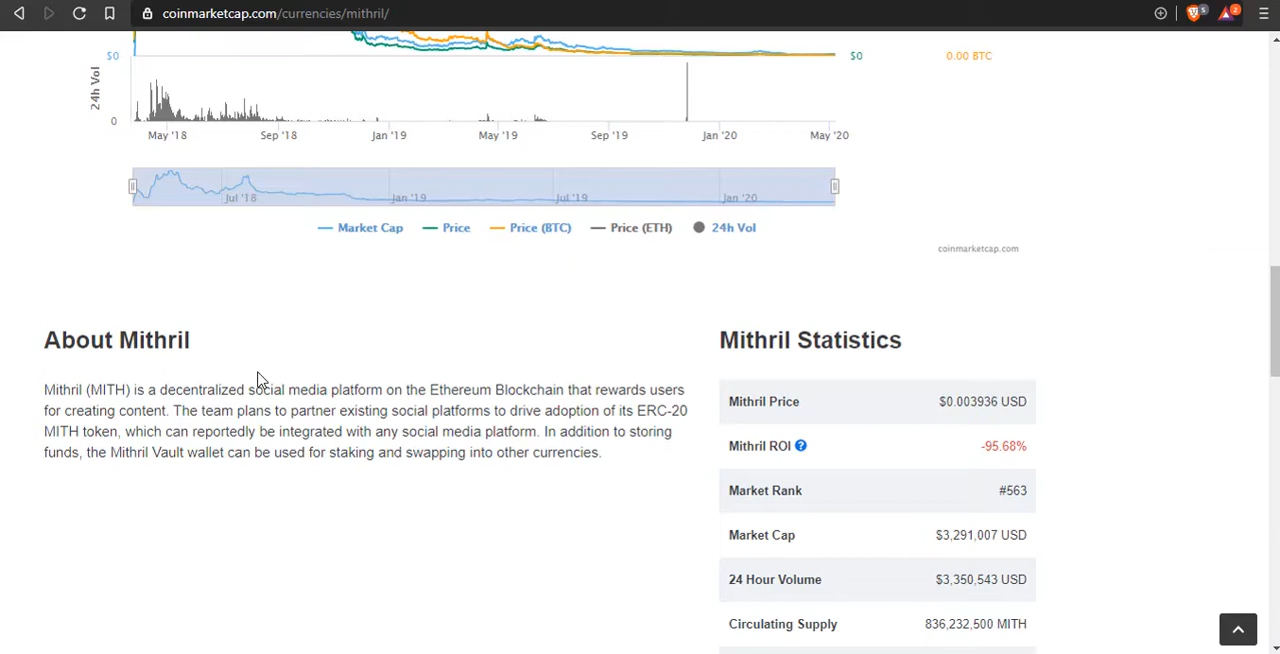 coinmarketcap.com/currencies/mithril/
5
2
$0
$0
0.00 BTC
24h Vol
0
May '18
Sep '18
Jan '19
May '19
Sep '19
Jan '20
May '20
Jul '18
Jan '19
Jul '19
Jan '20
Market Cap
Price
Price (BTC)
Price (ETH)
24h Vol
coinmarketcap.com
About Mithril
Mithril (MITH) is a decentralized social media platform on the Ethereum Blockchain that rewards users
for creating content. The team plans to partner existing social platforms to drive adoption of its ERC-20
MITH token, which can reportedly be integrated with any social media platform. In addition to storing
funds, the Mithril Vault wallet can be used for staking and swapping into other currencies.
Mithril Statistics
Mithril Price $0.003936 USD
Mithril ROI ? -95.68%
Market Rank #563
Market Cap $3,291,007 USD
24 Hour Volume $3,350,543 USD
Circulating Supply 836,232,500 MITH